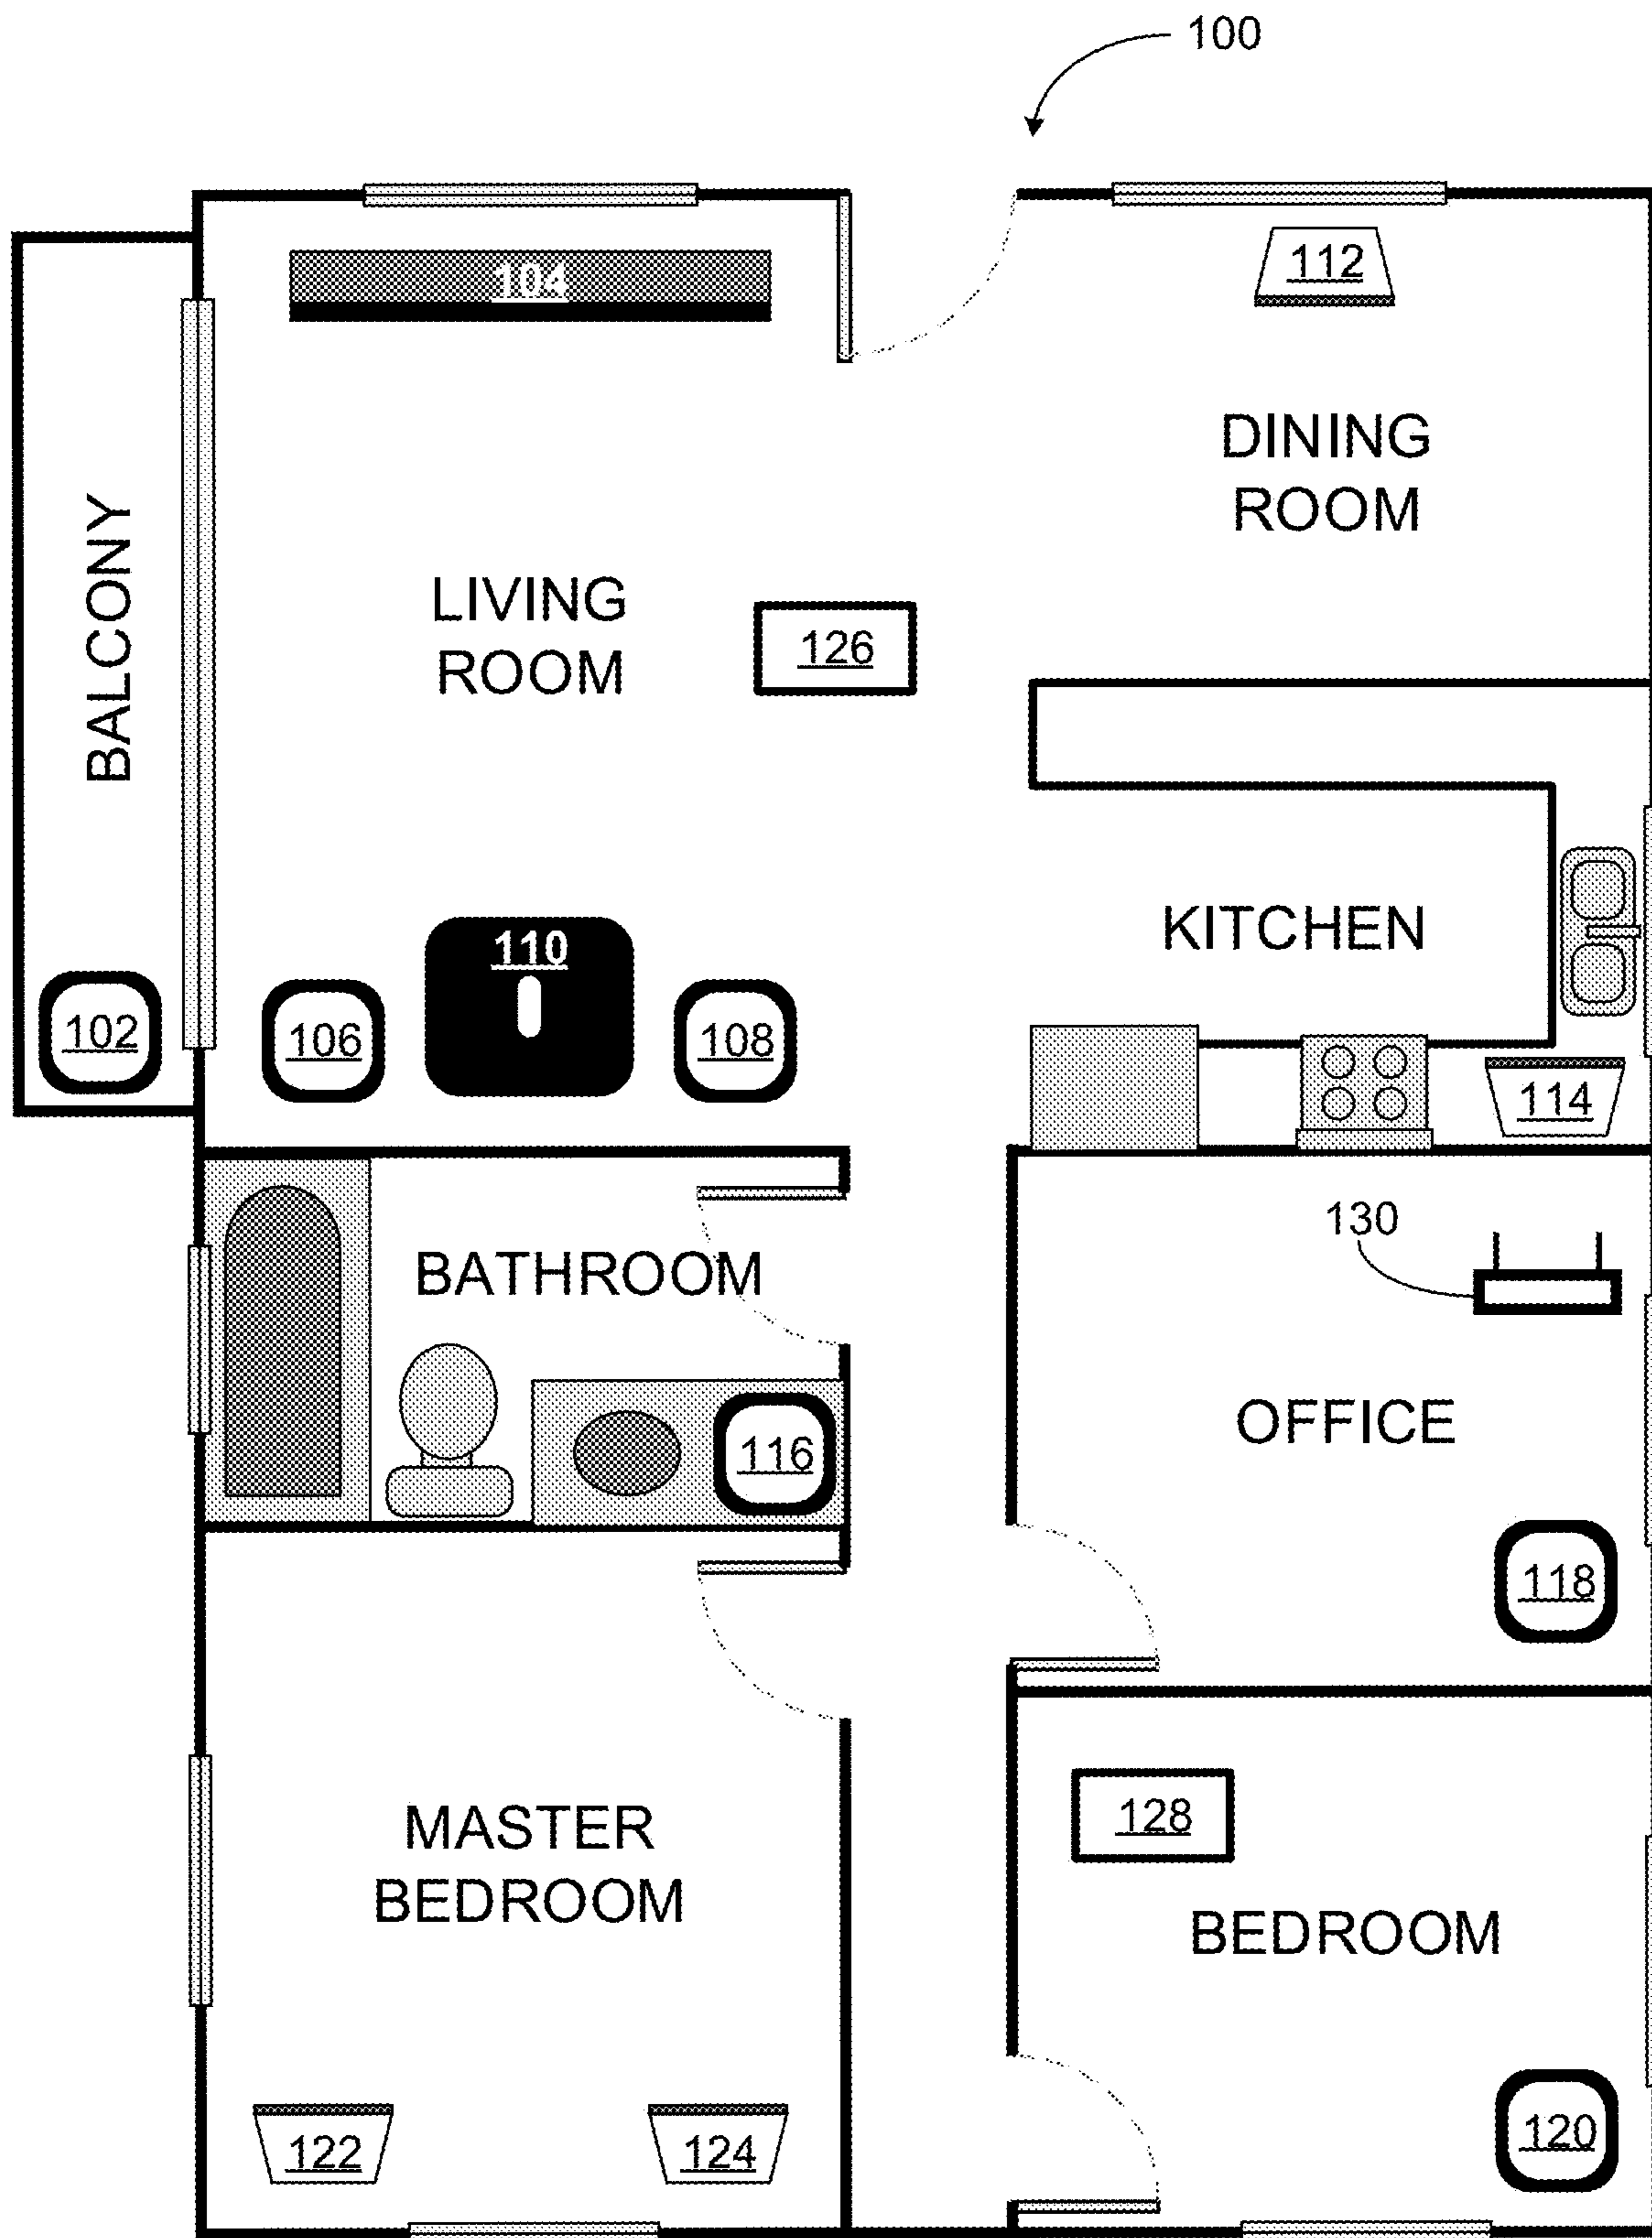 100
104
112
DINING
ROOM
BALCONY
LIVING
ROOM
126
KITCHEN
110
102
106
108
114
130
BATHROOM
OFFICE
116
118
128
MASTER
BEDROOM
BEDROOM
122
124
120